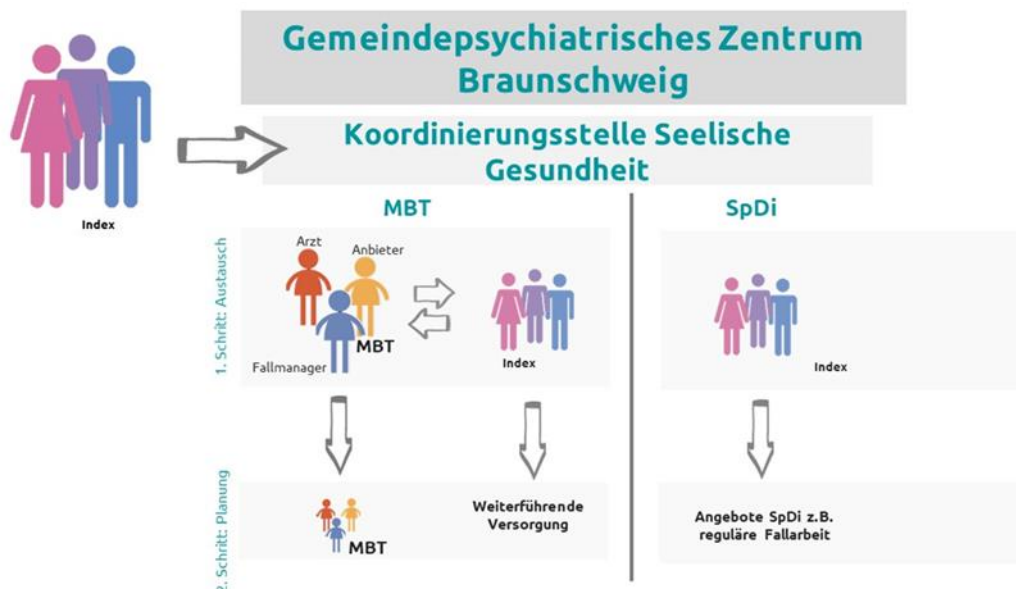 Gemeindepsychiatrisches Zentrum
Braunschweig
Koordinierungsstelle Seelische
Gesundheit
Index
MBT
SpDi
1. Schritt: Austausch
Arzt
Anbieter
MBT
Fallmanager
Index
Index
2. Schritt: Planung
MBT
Weiterführende
Versorgung
Angebote SpDi z.B.
reguläre Fallarbeit